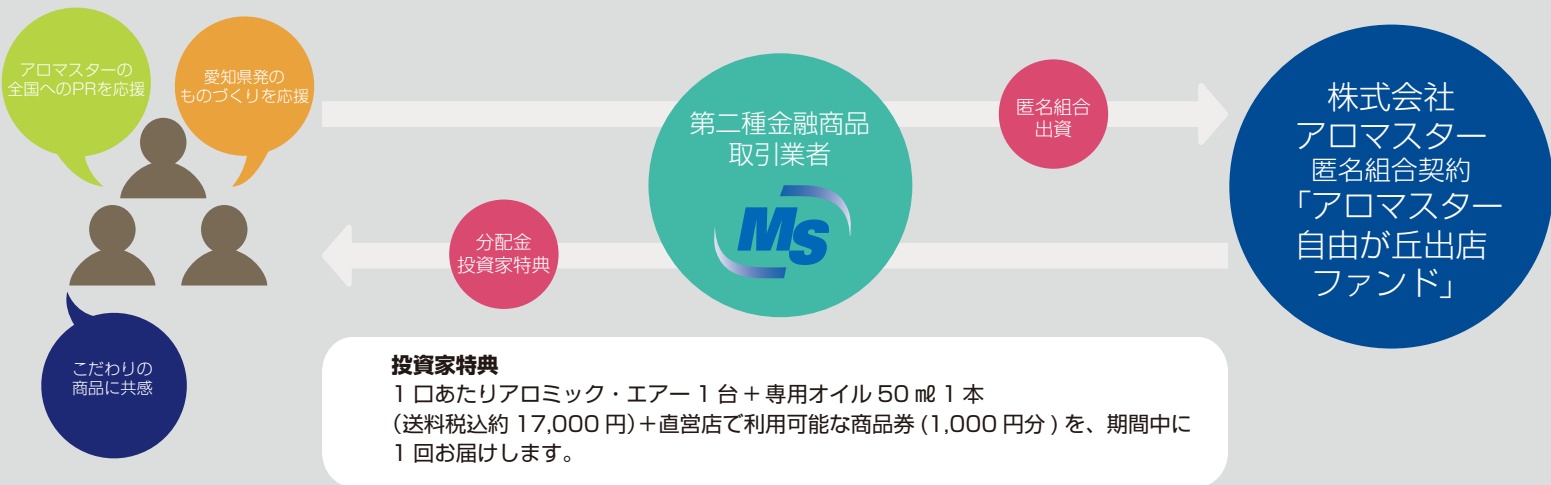 アロマスターの
全国へのPRを応援
愛知県発の
ものづくりを応援
こだわりの
商品に共感
分配金
投資家特典
第二種金融商品
取引業者
MS
匿名組合
出資
株式会社
アロマスター
匿名組合契約
「アロマスター
自由が丘出店
ファンド」
投資家特典
1 口あたりアロミック・エアー 1 台 + 専用オイル 50 ㎖ 1 本
（送料税込約 17,000 円）＋直営店で利用可能な商品券 (1,000 円分 ) を、期間中に
1 回お届けします。